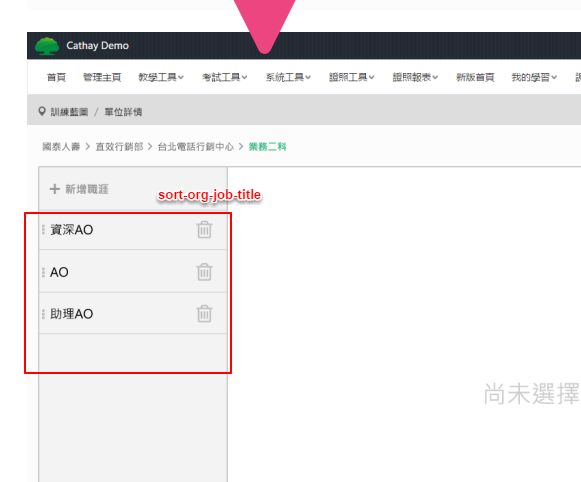 Cathay Demo
首頁 管理主頁 教學工具 考試工具 系統工具 證照工具 證照報表 新版首頁 我的學習
訓練藍圖 / 單位詳情
國泰人壽 > 直效行銷部 > 台北電話行銷中心 > 業務二科
+ 新增職涯
sort-org-job-title
資深AO
AO
助理AO
尚未選擇